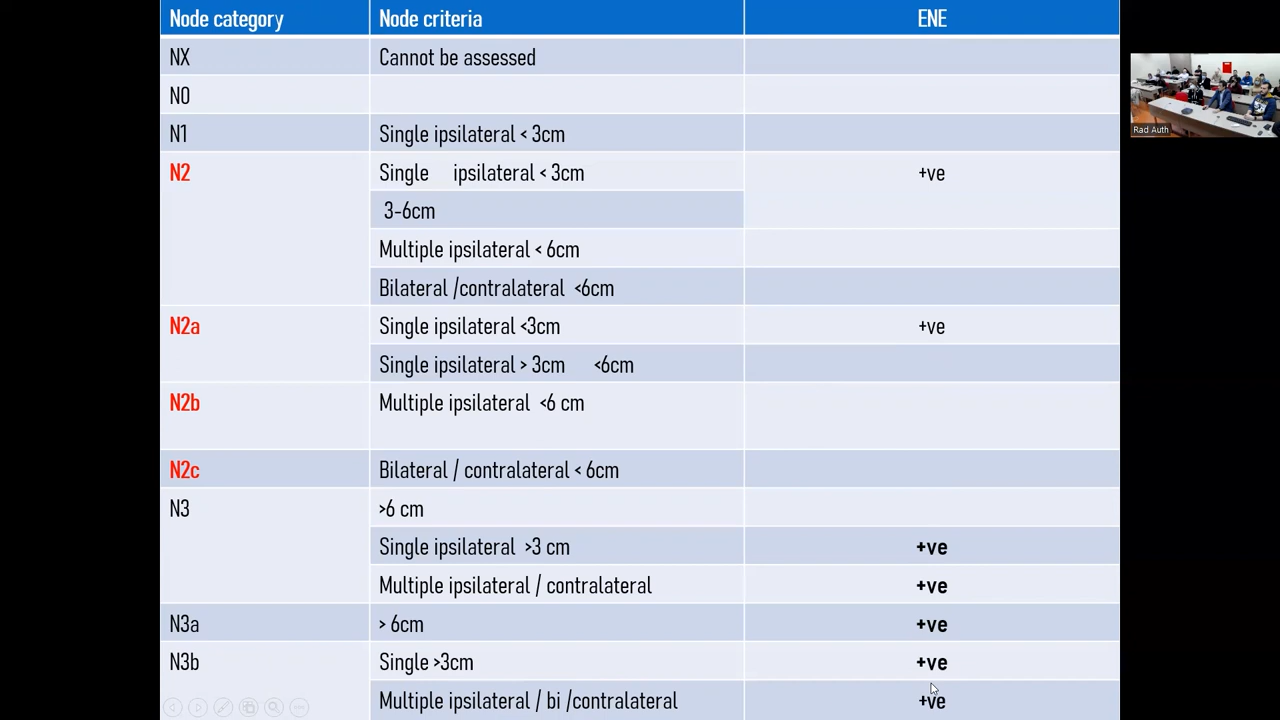 Node category Node criteria ENE
NX Cannot be assessed
N0
N1 Single ipsilateral < 3cm
N2 Single ipsilateral < 3cm +ve
3-6cm
Multiple ipsilateral < 6cm
Bilateral /contralateral <6cm
N2a Single ipsilateral <3cm +ve
Single ipsilateral > 3cm <6cm
N2b Multiple ipsilateral <6 cm
N2c Bilateral / contralateral < 6cm
N3 >6 cm
Single ipsilateral >3 cm +ve
Multiple ipsilateral / contralateral +ve
N3a > 6cm +ve
N3b Single >3cm +ve
Multiple ipsilateral / bi /contralateral +ve
Rad Auth